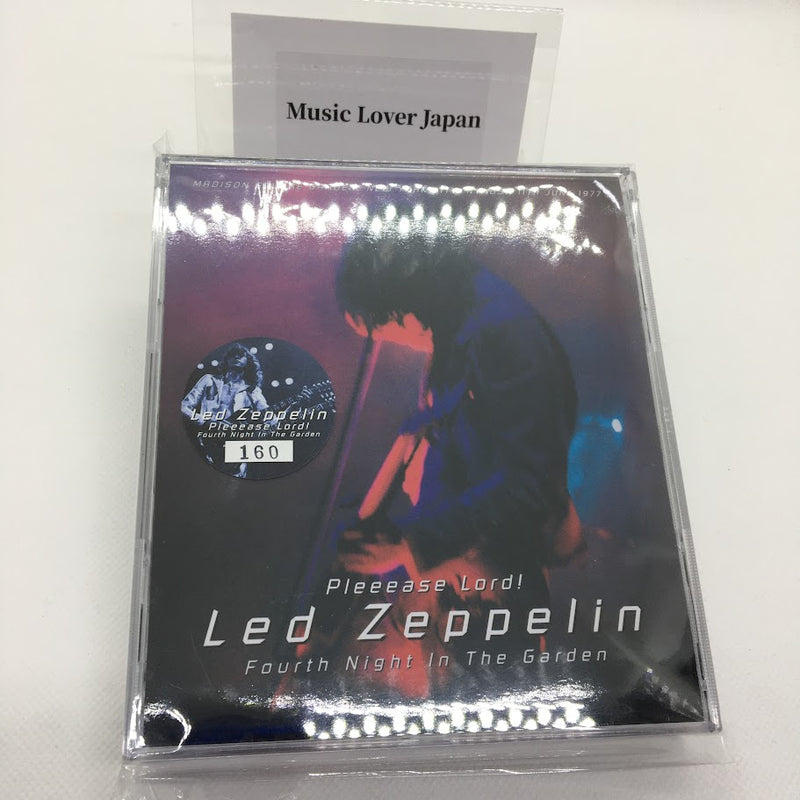 Music Lover Japan
MADISON
JUNE 1977
Led Zeppelin
Pleeease Lord!
Fourth Night In The Garden
160
Pleeease Lord!
Led Zeppelin
Fourth Night In The Garden